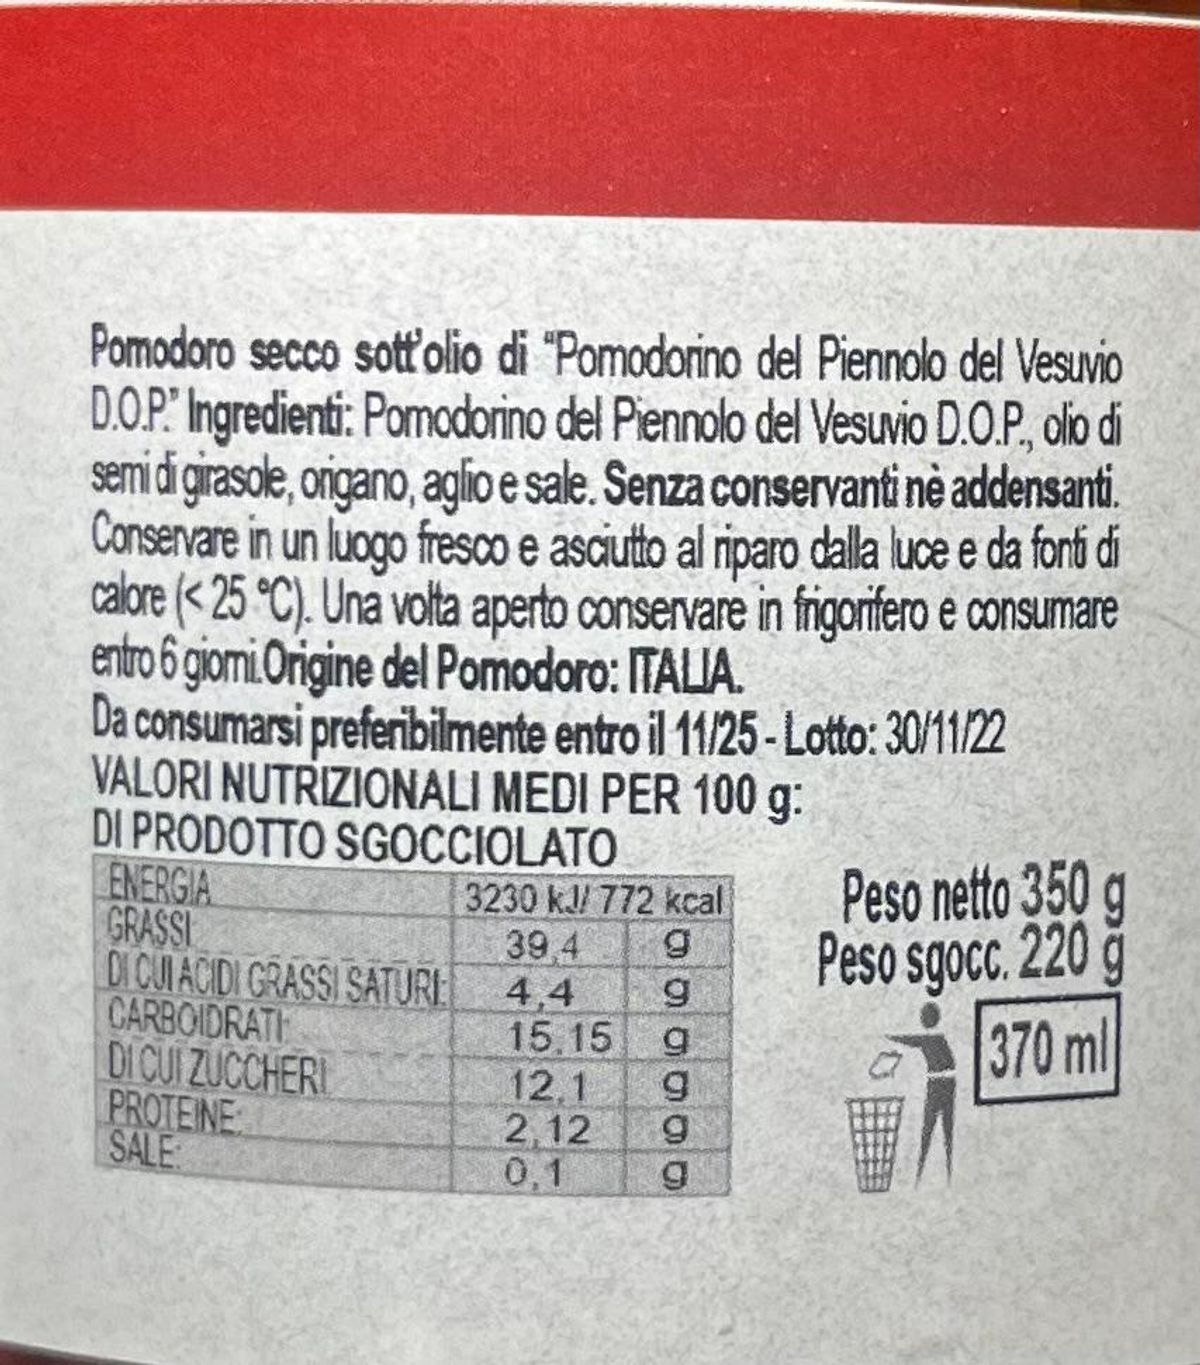 Pomodoro secco sott'olio di "Pomodorino del Piennolo del Vesuvio
D.O.P." Ingredienti: Pomodorino del Piennolo del Vesuvio D.O.P., olio di
semi di girasole, origano, aglio e sale. Senza conservanti nè addensanti.
Conservare in un luogo fresco e asciutto al riparo dalla luce e da fonti di
calore (< 25 °C). Una volta aperto conservare in frigorifero e consumare
entro 6 giorni.Origine del Pomodoro: ITALIA.
Da consumarsi preferibilmente entro il 11/25 - Lotto: 30/11/22
VALORI NUTRIZIONALI MEDI PER 100 g:
DI PRODOTTO SGOCCIOLATO
ENERGIA 3230 kJ/ 772 kcal
GRASSI 39,4 g
DI CUI ACIDI GRASSI SATURI: 4,4 g
CARBOIDRATI: 15,15 g
DI CUI ZUCCHERI 12,1 g
PROTEINE: 2,12 g
SALE: 0,1 g
Peso netto 350 g
Peso sgocc. 220 g
370 ml